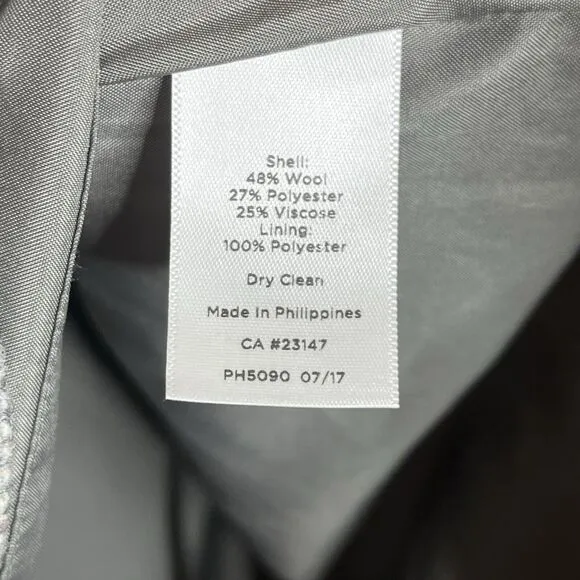 Shell:
48% Wool
27% Polyester
25% Viscose
Lining:
100% Polyester
Dry Clean
Made In Philippines
CA #23147
PH5090 07/17